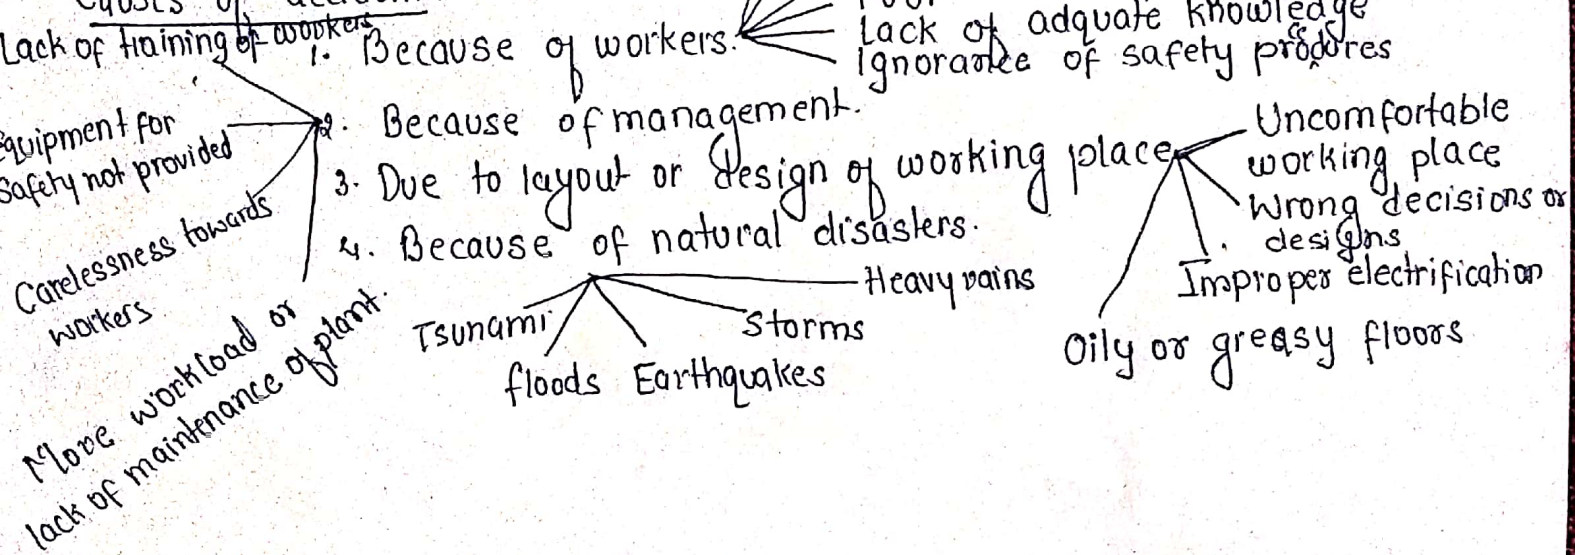 Causes of
Lack of training of workers
1. Because of workers.
Lack of adquate knowledge
Ignorance of safety prodceres
2. Because of management.
Equipment for
Safety not provided
Carelessness towards
workers
More workload or
lack of maintenance of plant.
3. Due to layout or design of working place
Uncomfortable
working place
Wrong decisions or
designs
Improper electrification
Oily or greasy floors
4. Because of natural disasters.
Heavy rains
Tsunami
Storms
floods Earthquakes